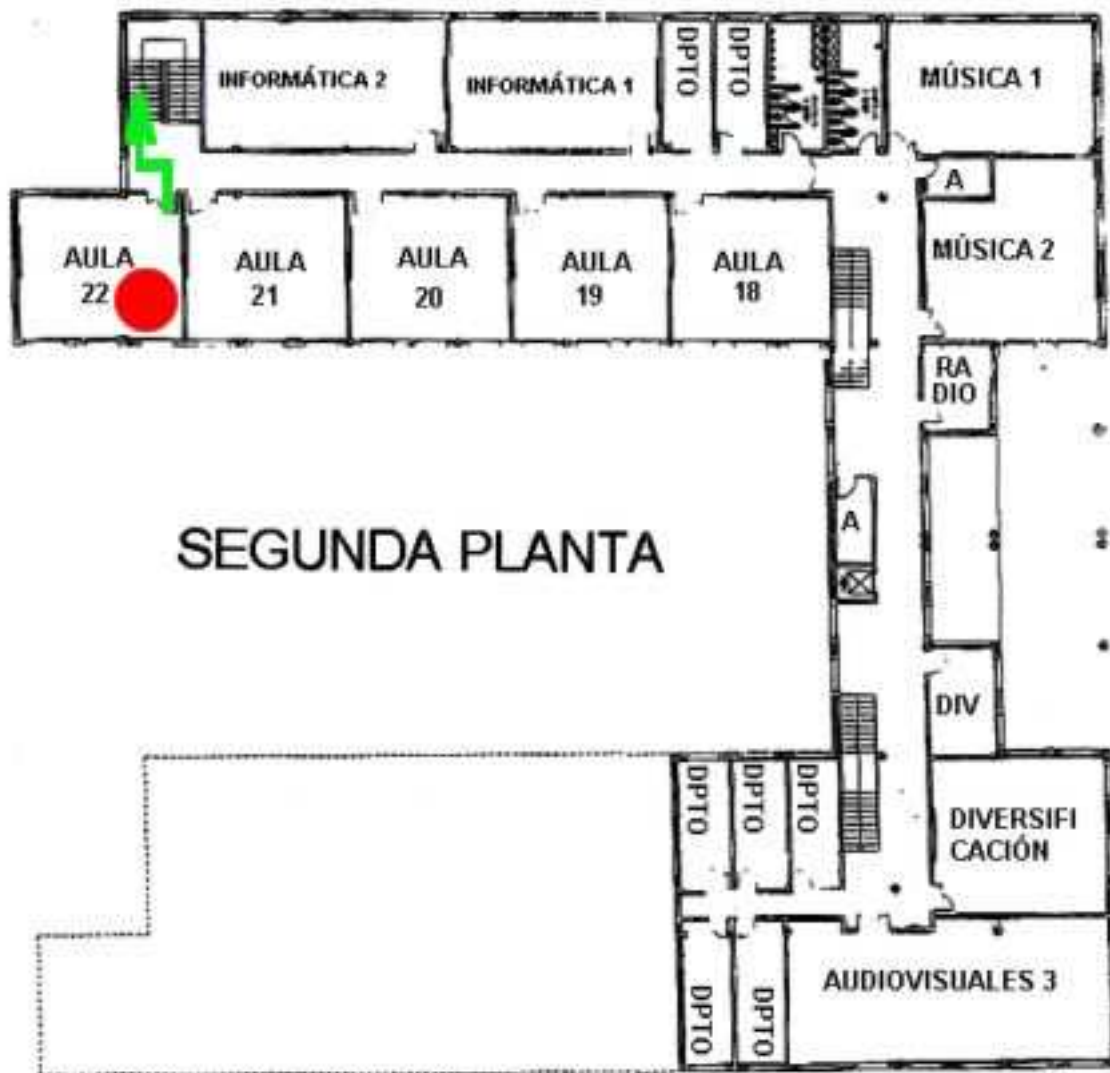 INFORMÁTICA 2
INFORMÁTICA 1
DPTO
DPTO
MÚSICA 1
A
MÚSICA 2
AULA
22
AULA
21
AULA
20
AULA
19
AULA
18
RA
DIO
A
SEGUNDA PLANTA
DIV
DPTO
DPTO
DPTO
DIVERSIFI
CACIÓN
DPTO
DPTO
AUDIOVISUALES 3